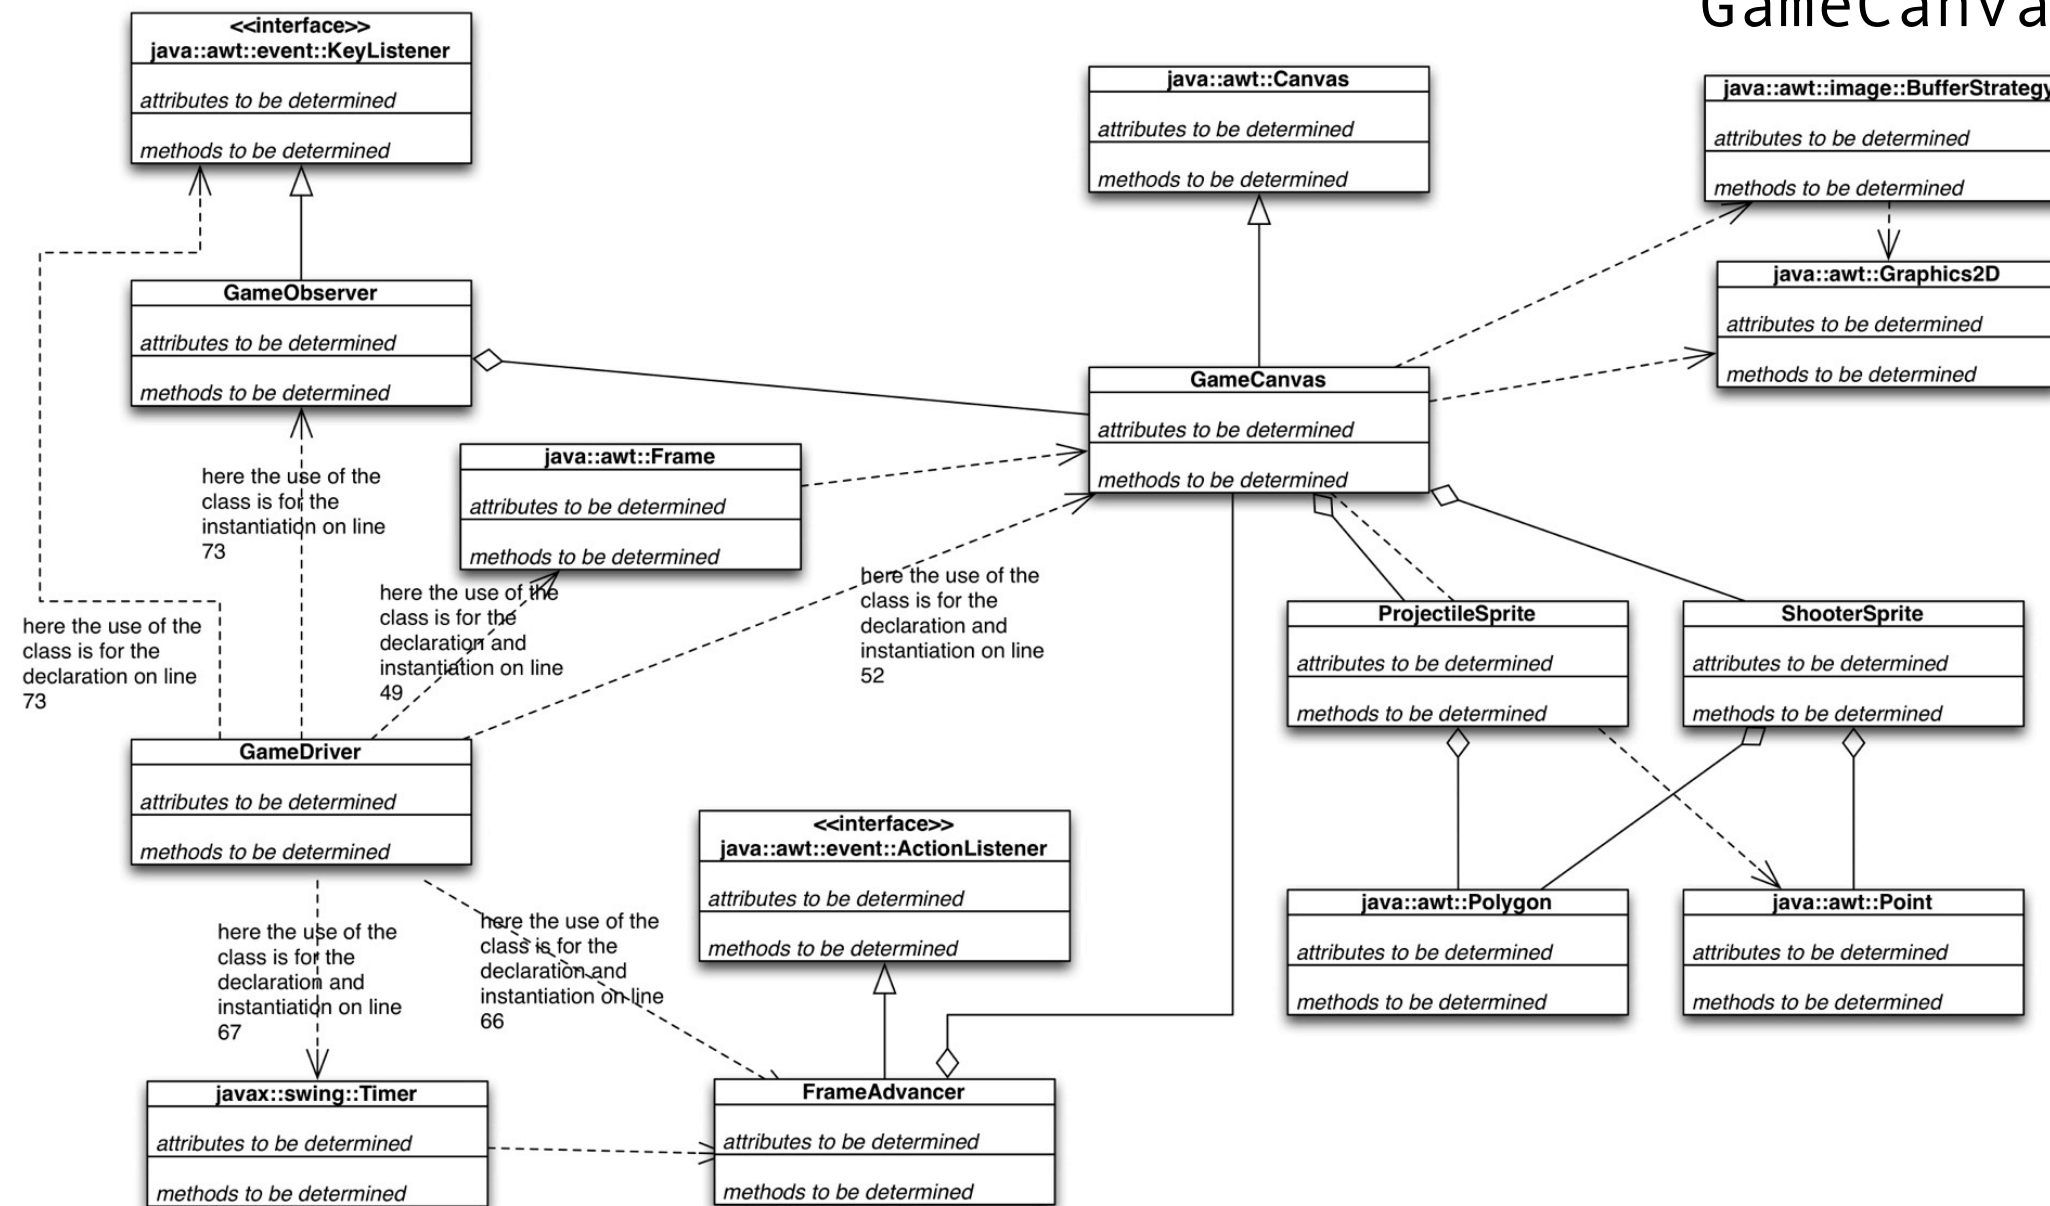 GameCanva
<<interface>>
java::awt::event::KeyListener
attributes to be determined
methods to be determined
java::awt::Canvas
attributes to be determined
methods to be determined
java::awt::image::BufferStrategy
attributes to be determined
methods to be determined
java::awt::Graphics2D
attributes to be determined
methods to be determined
GameObserver
attributes to be determined
methods to be determined
GameCanvas
attributes to be determined
methods to be determined
java::awt::Frame
attributes to be determined
methods to be determined
here the use of the
class is for the
instantiation on line
73
here the use of the
class is for the
declaration and
instantiation on line
49
here the use of the
class is for the
declaration and
instantiation on line
52
here the use of the
class is for the
declaration on line
73
ProjectileSprite
attributes to be determined
methods to be determined
ShooterSprite
attributes to be determined
methods to be determined
GameDriver
attributes to be determined
methods to be determined
<<interface>>
java::awt::event::ActionListener
attributes to be determined
methods to be determined
java::awt::Polygon
attributes to be determined
methods to be determined
java::awt::Point
attributes to be determined
methods to be determined
here the use of the
class is for the
declaration and
instantiation on line
67
here the use of the
class is for the
declaration and
instantiation on line
66
javax::swing::Timer
attributes to be determined
methods to be determined
FrameAdvancer
attributes to be determined
methods to be determined